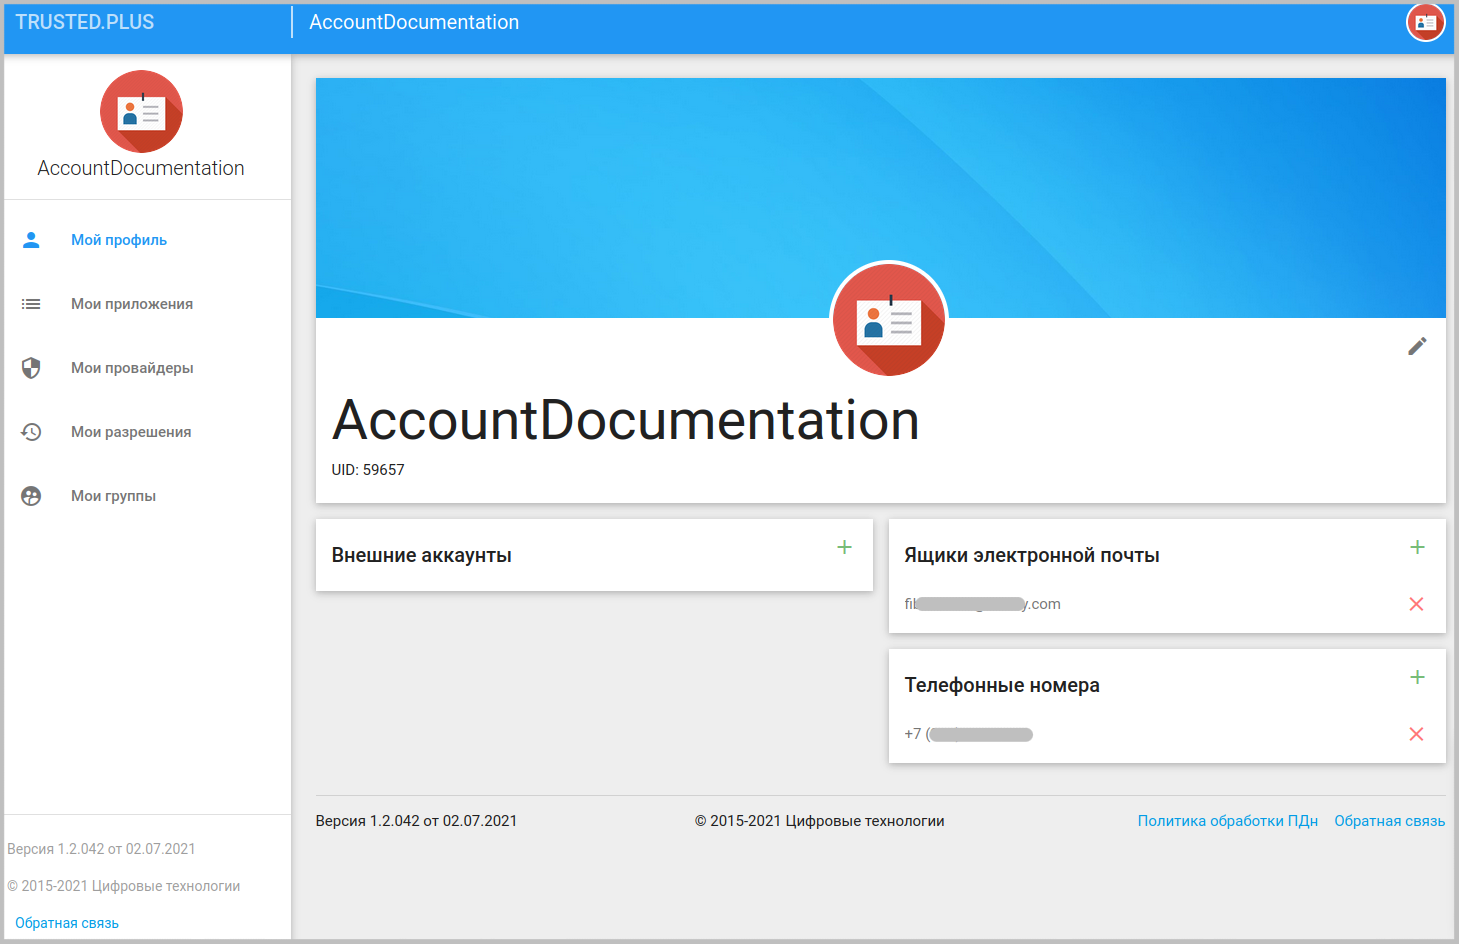 TRUSTED.PLUS
AccountDocumentation
AccountDocumentation
Мой профиль
Мои приложения
Мои провайдеры
Мои разрешения
Мои группы
Версия 1.2.042 от 02.07.2021
© 2015-2021 Цифровые технологии
Обратная связь
AccountDocumentation
UID: 59657
Внешние аккаунты
Ящики электронной почты
.com
Телефонные номера
+7 (
Версия 1.2.042 от 02.07.2021
© 2015-2021 Цифровые технологии
Политика обработки ПДн
Обратная связь